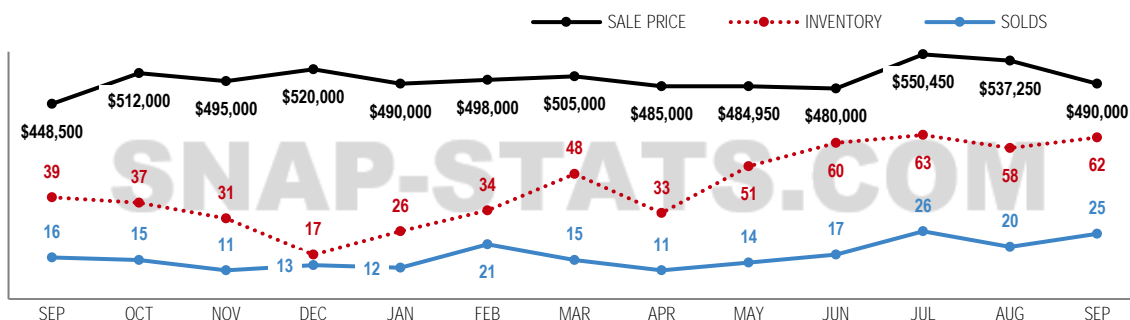 SALE PRICE INVENTORY SOLDS
$448,500 $512,000 $495,000 $520,000 $490,000 $498,000 $505,000 $485,000 $484,950 $480,000 $550,450 $537,250 $490,000
SNAP-STATS.COM
39 37 31 17 26 34 48 33 51 60 63 58 62
16 15 11 13 12 21 15 11 14 17 26 20 25
SEP OCT NOV DEC JAN FEB MAR APR MAY JUN JUL AUG SEP